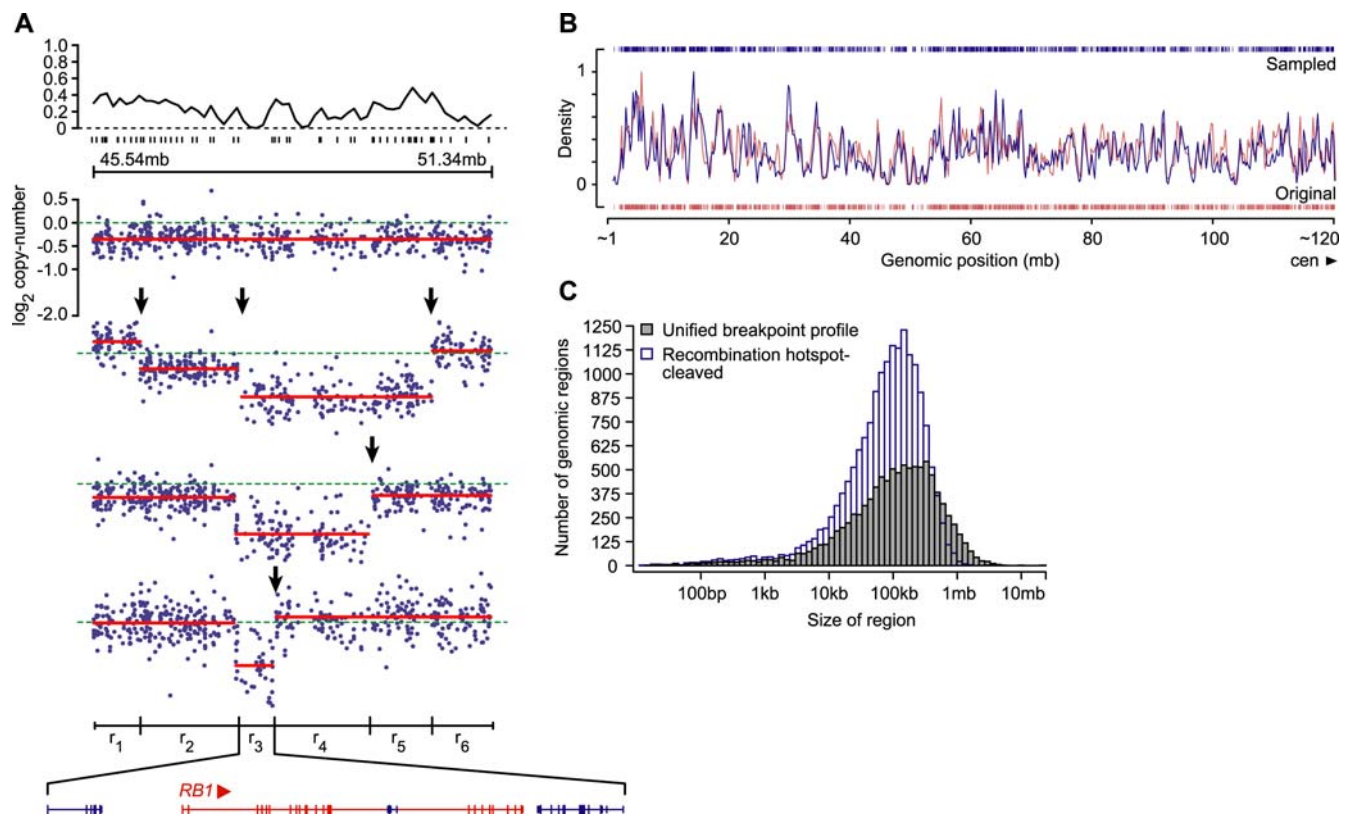 A
1.0
0.8
0.6
0.4
0.2
0
45.54mb 51.34mb
0.5
0.0
-0.5
-1.0
-2.0
log2 copy-number
r1 r2 r3 r4 r5 r6
RB1
B
Sampled
1
0
Density
Original
~1 20 40 60 80 100 ~120
Genomic position (mb)
cen
C
Unified breakpoint profile
Recombination hotspot-
cleaved
1250
1125
1000
875
750
625
500
375
250
125
0
Number of genomic regions
100bp 1kb 10kb 100kb 1mb 10mb
Size of region